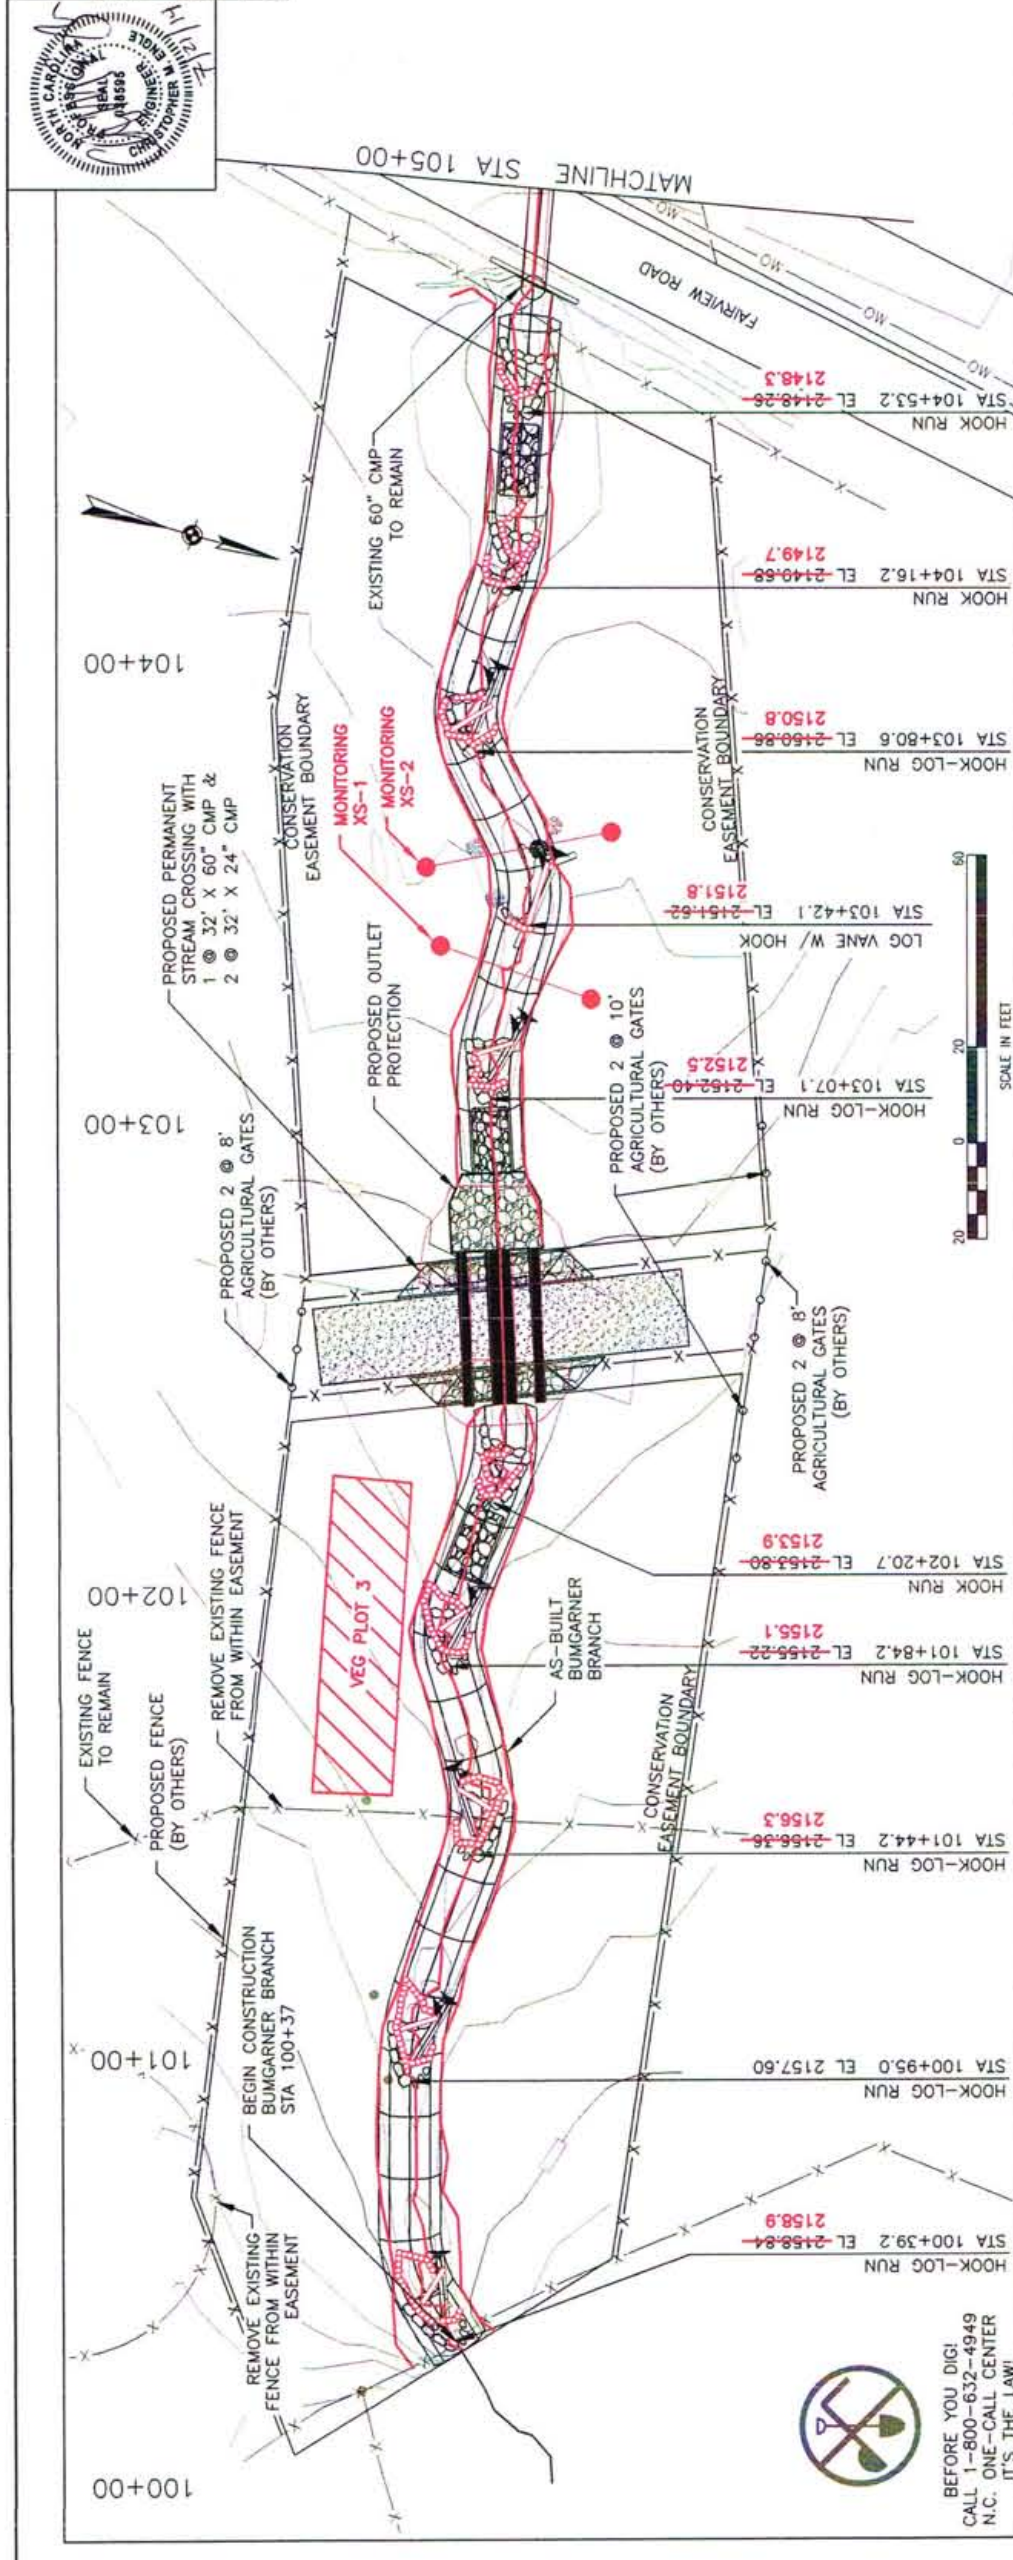 NORTH CAROLINA
PROFESSIONAL
SEAL
038595
ENGINEER
CHRISTOPHER M. ENGLE
MATCHLINE STA 105+00
100+00
101+00
102+00
103+00
104+00
REMOVE EXISTING
FENCE FROM WITHIN
EASEMENT
BEGIN CONSTRUCTION
BUMGARNER BRANCH
STA 100+37
EXISTING FENCE
TO REMAIN
PROPOSED FENCE
(BY OTHERS)
REMOVE EXISTING FENCE
FROM WITHIN EASEMENT
VEG PLOT 3
PROPOSED 2 @ 8'
AGRICULTURAL GATES
(BY OTHERS)
PROPOSED PERMANENT
STREAM CROSSING WITH
1 @ 32' X 60" CMP &
2 @ 32' X 24" CMP
PROPOSED OUTLET
PROTECTION
CONSERVATION
EASEMENT BOUNDARY
MONITORING
XS-1
MONITORING
XS-2
EXISTING 60" CMP
TO REMAIN
FAIRVIEW ROAD
OW
OW
OW
OW
AS-BUILT
BUMGARNER
BRANCH
CONSERVATION
EASEMENT BOUNDARY
PROPOSED 2 @ 10'
AGRICULTURAL GATES
(BY OTHERS)
PROPOSED 2 @ 8'
AGRICULTURAL GATES
(BY OTHERS)
CONSERVATION
EASEMENT BOUNDARY
HOOK-LOG RUN
STA 100+39.2 EL 2158.84
2158.9
HOOK-LOG RUN
STA 100+95.0 EL 2157.60
HOOK-LOG RUN
STA 101+44.2 EL 2156.36
2156.3
HOOK-LOG RUN
STA 101+84.2 EL 2155.22
2155.1
HOOK RUN
STA 102+20.7 EL 2153.80
2153.9
HOOK-LOG RUN
STA 103+07.1 EL 2152.40
2152.5
LOG VANE W/ HOOK
STA 103+42.1 EL 2151.62
2151.8
HOOK-LOG RUN
STA 103+80.6 EL 2150.86
2150.8
HOOK RUN
STA 104+16.2 EL 2149.68
2149.7
HOOK RUN
STA 104+53.2 EL 2148.26
2148.3
20 0 20 60
SCALE IN FEET
BEFORE YOU DIG!
CALL 1-800-632-4949
N.C. ONE-CALL CENTER
IT'S THE LAW!